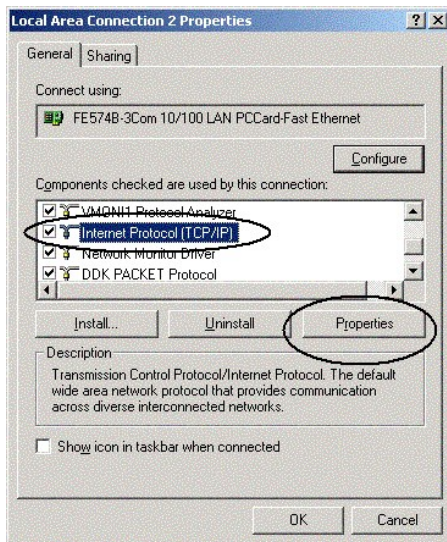 Local Area Connection 2 Properties
General Sharing
Connect using:
FE574B-3Com 10/100 LAN PCCard-Fast Ethernet
Configure
Components checked are used by this connection:
VMONI1 Protocol Analyzer
Internet Protocol (TCP/IP)
Network Monitor Driver
DDK PACKET Protocol
Install... Uninstall Properties
Description
Transmission Control Protocol/Internet Protocol. The default
wide area network protocol that provides communication
across diverse interconnected networks.
Show icon in taskbar when connected
OK Cancel